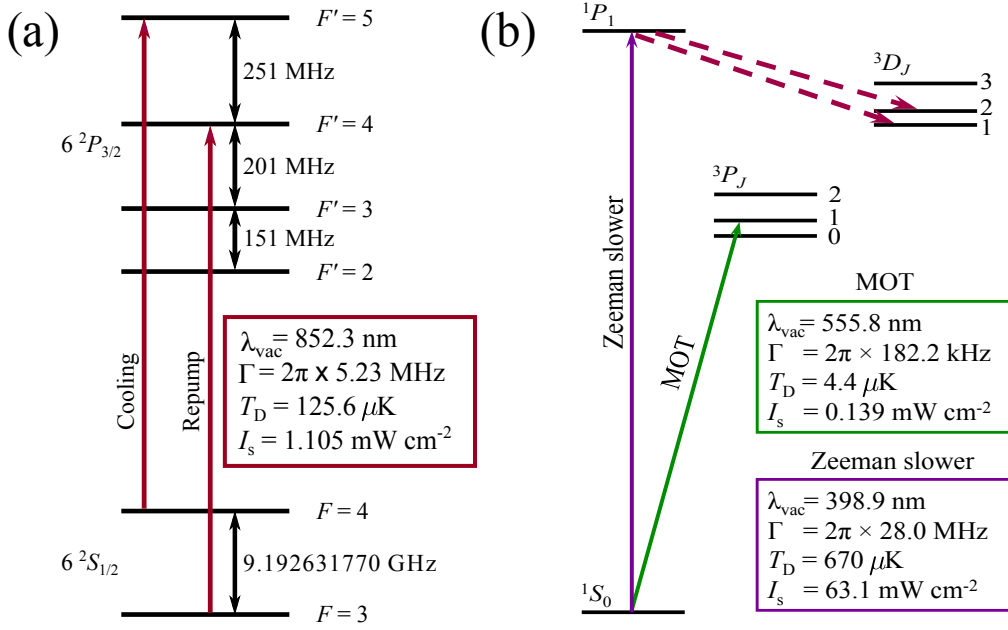 (a)
F' = 5
251 MHz
F' = 4
6 ²P₃/₂
201 MHz
F' = 3
151 MHz
F' = 2
λvac = 852.3 nm
Γ = 2π x 5.23 MHz
TD = 125.6 μK
Is = 1.105 mW cm⁻²
Cooling
Repump
F = 4
6 ²S₁/₂
9.192631770 GHz
F = 3
(b)
¹P₁
³DJ
3
2
1
³PJ
2
1
0
Zeeman slower
MOT
MOT
λvac = 555.8 nm
Γ = 2π × 182.2 kHz
TD = 4.4 μK
Is = 0.139 mW cm⁻²
Zeeman slower
λvac = 398.9 nm
Γ = 2π × 28.0 MHz
TD = 670 μK
Is = 63.1 mW cm⁻²
¹S₀